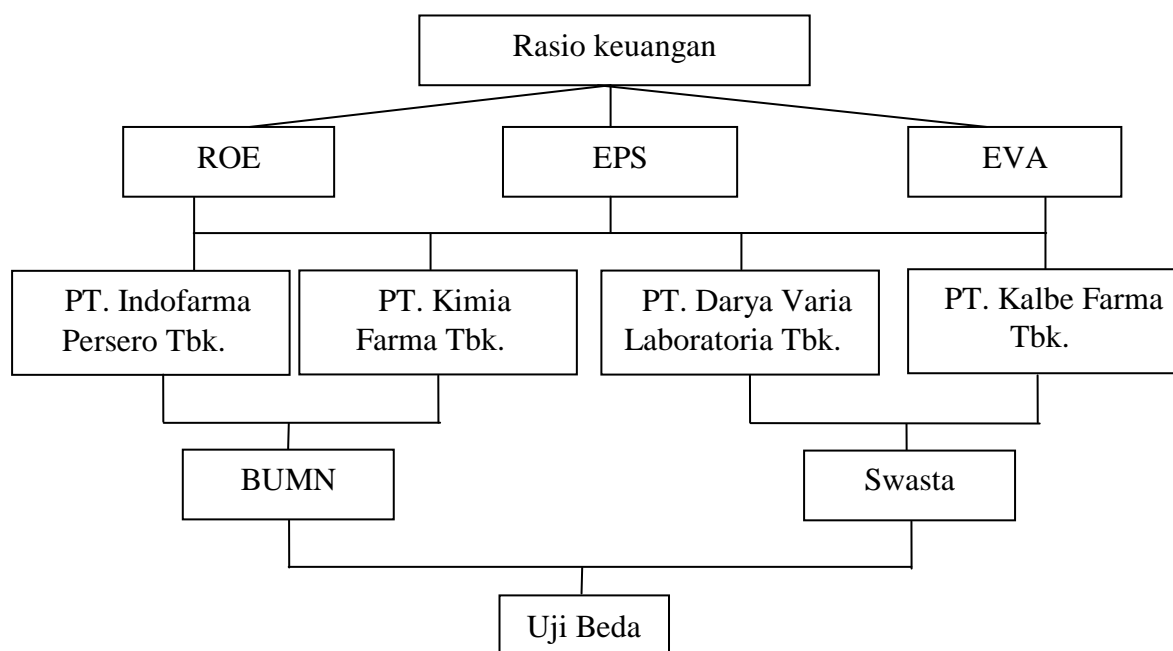 Rasio keuangan
ROE
EPS
EVA
PT. Indofarma
Persero Tbk.
PT. Kimia
Farma Tbk.
PT. Darya Varia
Laboratoria Tbk.
PT. Kalbe Farma
Tbk.
BUMN
Swasta
Uji Beda